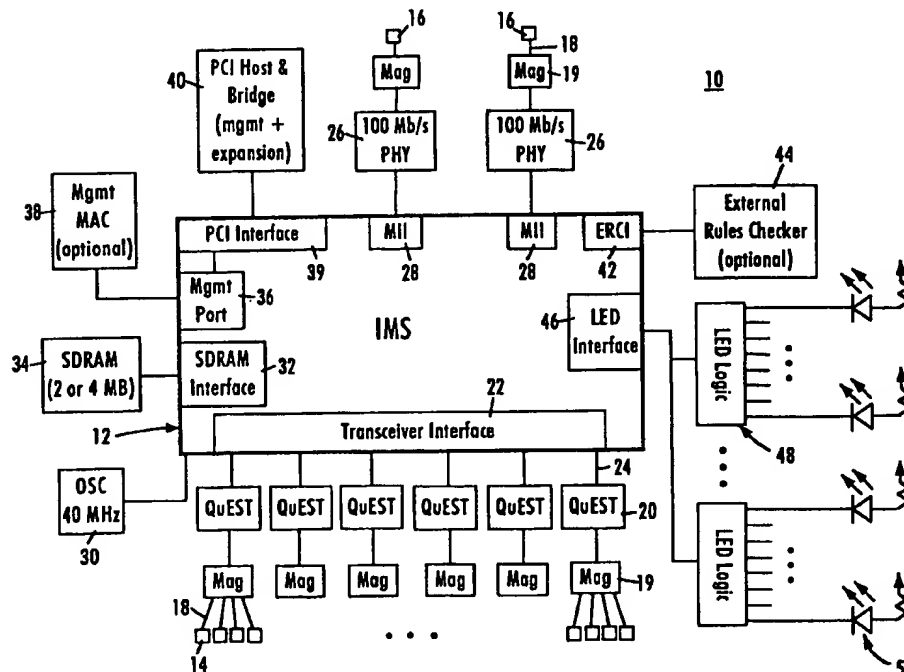 16
16
18
Mag
Mag
19
10
40
PCI Host &
Bridge
(mgmt +
expansion)
26
100 Mb/s
PHY
100 Mb/s
PHY
26
44
External
Rules Checker
(optional)
38
Mgmt
MAC
(optional)
PCI Interface
MII
MII
ERCI
39
28
28
42
Mgmt
Port
36
IMS
46
LED
Interface
LED Logic
34
SDRAM
(2 or 4 MB)
SDRAM
Interface
32
22
12
Transceiver Interface
48
24
OSC
40 MHz
30
QuEST
QuEST
QuEST
QuEST
QuEST
QuEST
20
LED Logic
Mag
Mag
Mag
Mag
Mag
Mag
19
18
14